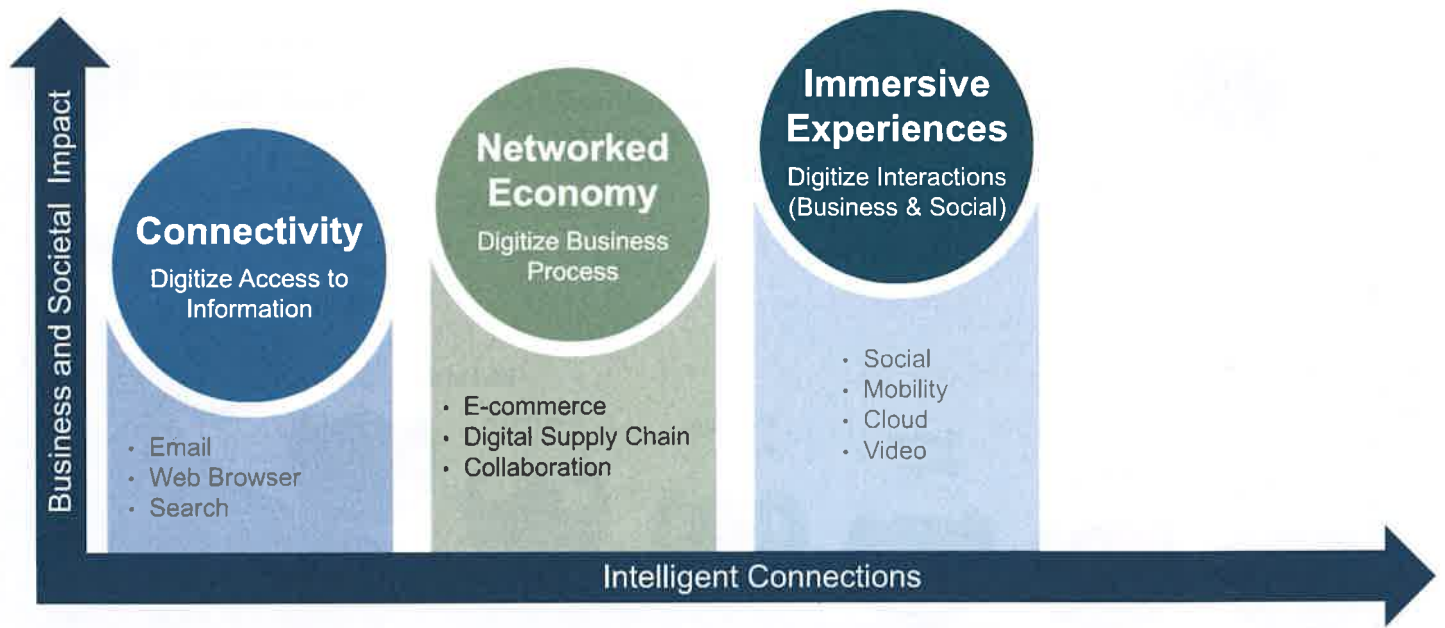 Business and Societal Impact
Connectivity
Digitize Access to
Information
• Email
• Web Browser
• Search
Networked
Economy
Digitize Business
Process
• E-commerce
• Digital Supply Chain
• Collaboration
Immersive
Experiences
Digitize Interactions
(Business & Social)
• Social
• Mobility
• Cloud
• Video
Intelligent Connections